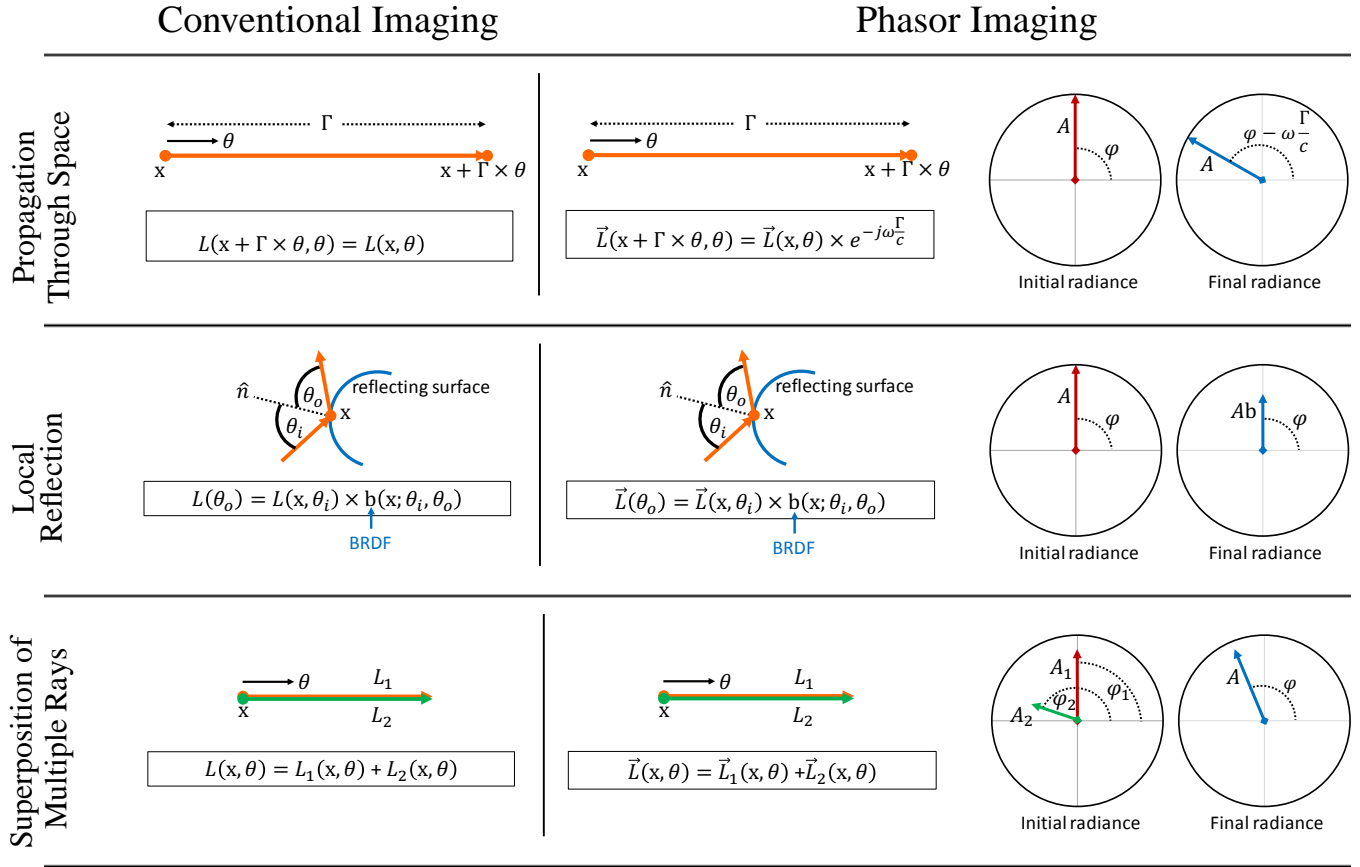 Conventional Imaging
Phasor Imaging
Propagation
Through Space
Γ
θ
x
x + Γ × θ
L(x + Γ × θ, θ) = L(x, θ)
Γ
θ
x
x + Γ × θ
L⃗(x + Γ × θ, θ) = L⃗(x, θ) × e^{−jω Γ/c}
A
φ
Initial radiance
φ − ω Γ/c
A
Final radiance
Local
Reflection
n̂
θₒ
θᵢ
x
reflecting surface
L(θₒ) = L(x, θᵢ) × b(x; θᵢ, θₒ)
BRDF
n̂
θₒ
θᵢ
x
reflecting surface
L⃗(θₒ) = L⃗(x, θᵢ) × b(x; θᵢ, θₒ)
BRDF
A
φ
Initial radiance
Ab
φ
Final radiance
Superposition of
Multiple Rays
θ
L₁
x
L₂
L(x, θ) = L₁(x, θ) + L₂(x, θ)
θ
L₁
x
L₂
L⃗(x, θ) = L⃗₁(x, θ) +L⃗₂(x, θ)
A₁
φ₁
φ₂
A₂
Initial radiance
A
φ
Final radiance